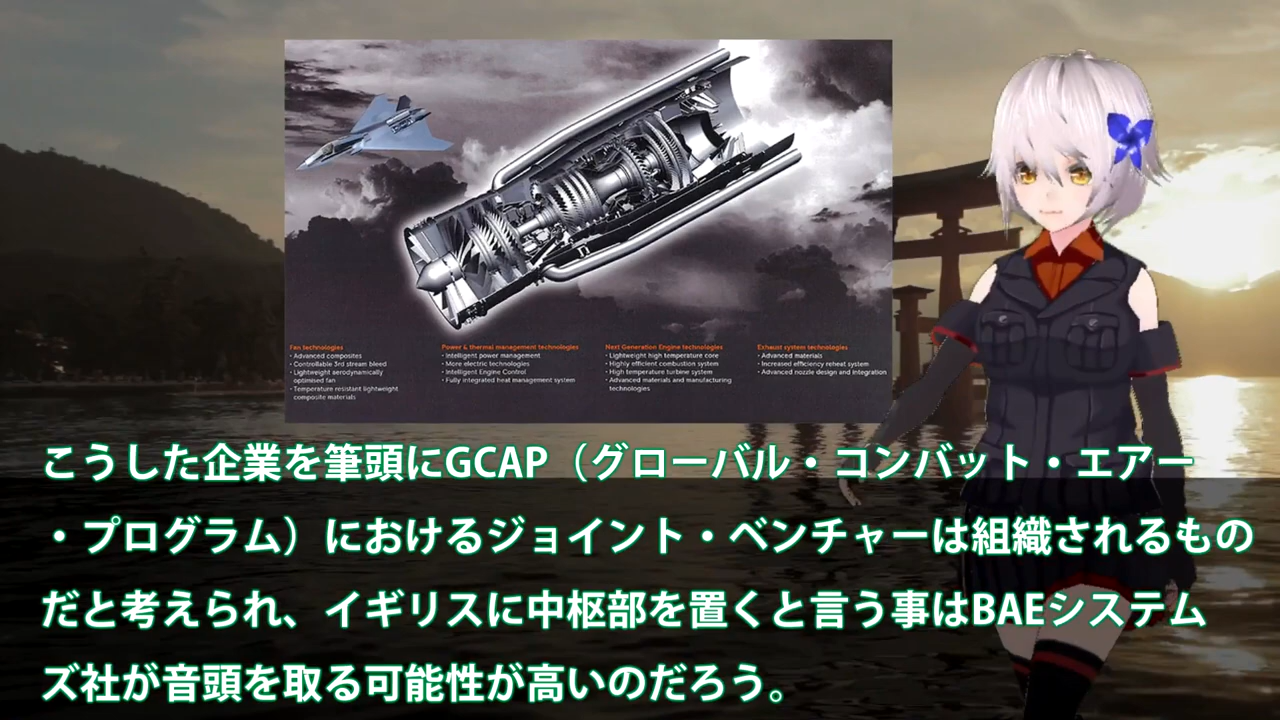 Fan technologies
・Advanced composites
・Controllable 3rd stream bleed
・Lightweight aerodynamically
optimised fan
・Temperature resistant lightweight
composite materials
Power & thermal management technologies
・Intelligent power management
・More electric technologies
・Intelligent Engine Control
・Fully integrated heat management system
Next Generation Engine technologies
・Lightweight high temperature core
・Highly efficient combustion system
・High temperature turbine system
・Advanced materials and manufacturing
technologies
Exhaust system technologies
・Advanced materials
・Increased efficiency reheat system
・Advanced nozzle design and integration
こうした企業を筆頭にGCAP（グローバル・コンバット・エアー
・プログラム）におけるジョイント・ベンチャーは組織されるもの
だと考えられ、イギリスに中枢部を置くと言う事はBAEシステム
ズ社が音頭を取る可能性が高いのだろう。